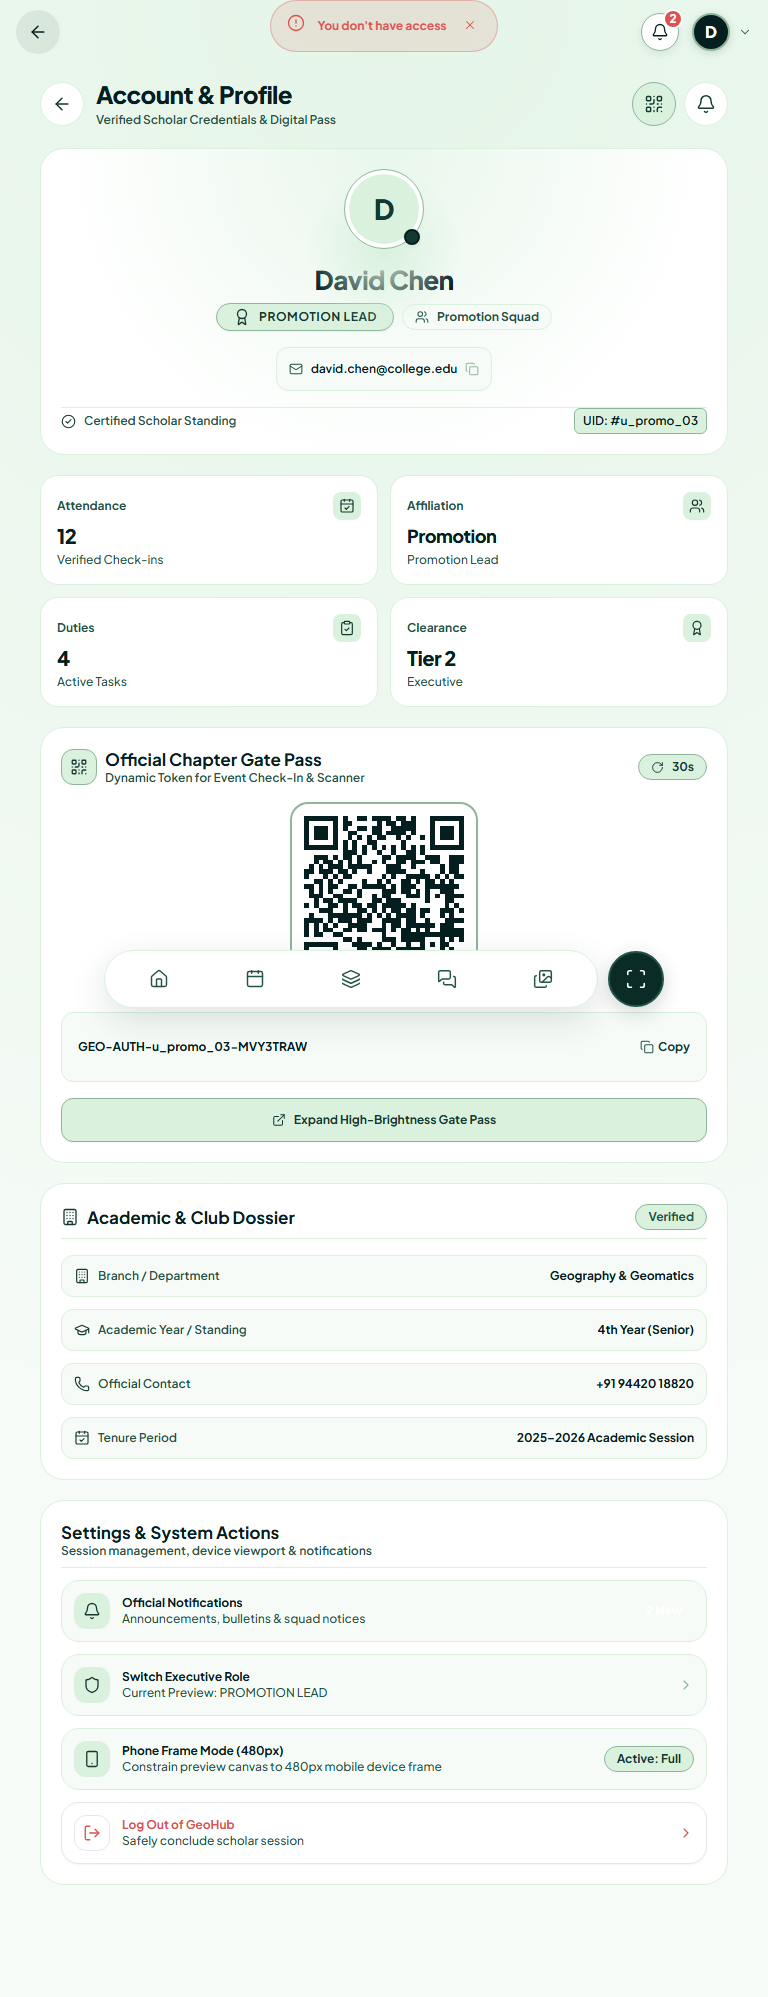 You don't have access
2
D
Account & Profile
Verified Scholar Credentials & Digital Pass
D
David Chen
PROMOTION LEAD
Promotion Squad
david.chen@college.edu
Certified Scholar Standing
UID: #u_promo_03
Attendance
12
Verified Check-ins
Affiliation
Promotion
Promotion Lead
Duties
4
Active Tasks
Clearance
Tier 2
Executive
Official Chapter Gate Pass
Dynamic Token for Event Check-In & Scanner
30s
GEO-AUTH-u_promo_03-MVY3TRAW
Copy
Expand High-Brightness Gate Pass
Academic & Club Dossier
Verified
Branch / Department
Geography & Geomatics
Academic Year / Standing
4th Year (Senior)
Official Contact
+91 94420 18820
Tenure Period
2025–2026 Academic Session
Settings & System Actions
Session management, device viewport & notifications
Official Notifications
Announcements, bulletins & squad notices
2 New
Switch Executive Role
Current Preview: PROMOTION LEAD
Phone Frame Mode (480px)
Constrain preview canvas to 480px mobile device frame
Active: Full
Log Out of GeoHub
Safely conclude scholar session